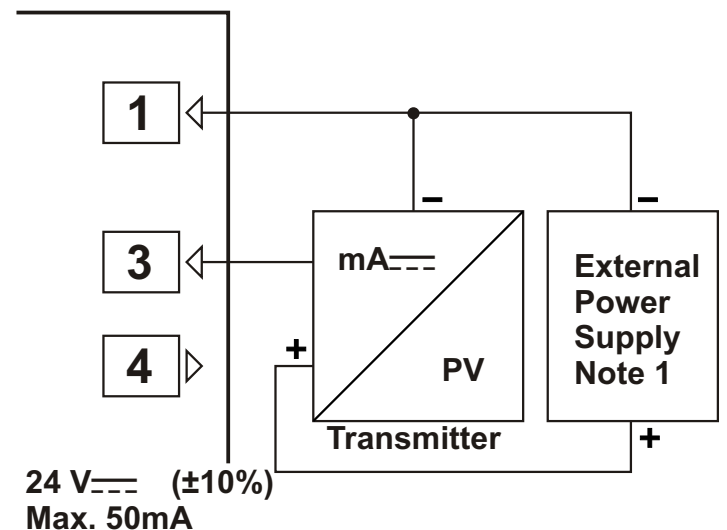 1
−
−
3
mA
External
Power
Supply
Note 1
+
4
PV
+
Transmitter
24 V (±10%)
Max. 50mA